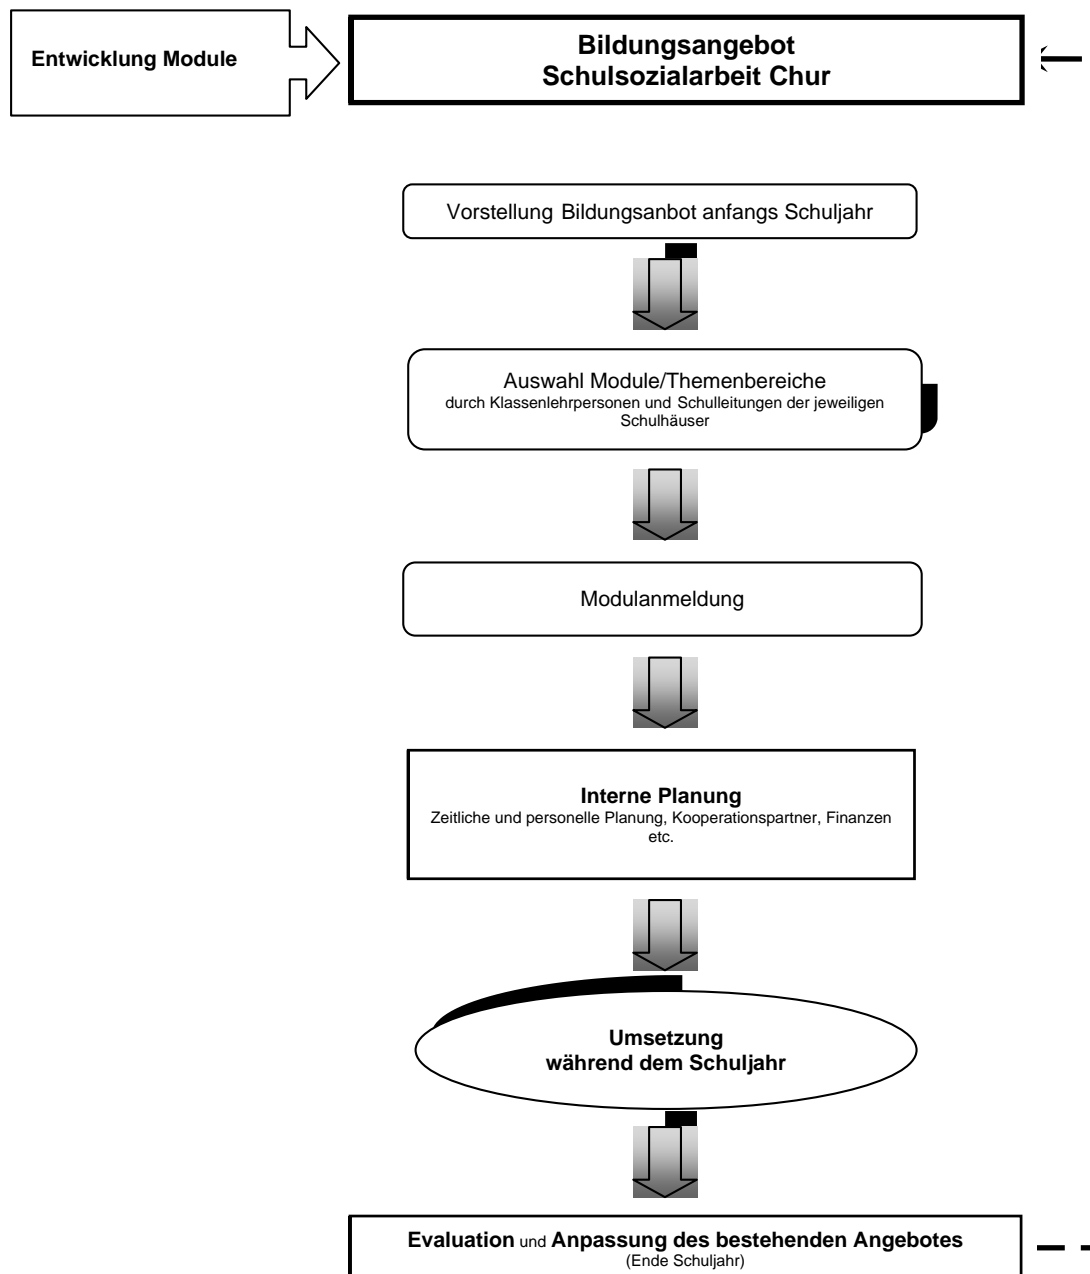 Entwicklung Module
Bildungsangebot
Schulsozialarbeit Chur
Vorstellung Bildungsanbot anfangs Schuljahr
Auswahl Module/Themenbereiche
durch Klassenlehrpersonen und Schulleitungen der jeweiligen
Schulhäuser
Modulanmeldung
Interne Planung
Zeitliche und personelle Planung, Kooperationspartner, Finanzen
etc.
Umsetzung
während dem Schuljahr
Evaluation und Anpassung des bestehenden Angebotes
(Ende Schuljahr)